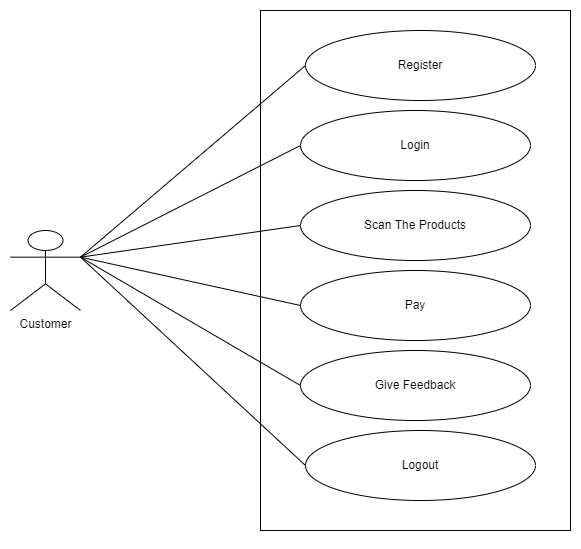 Register
Login
Scan The Products
Pay
Give Feedback
Logout
Customer